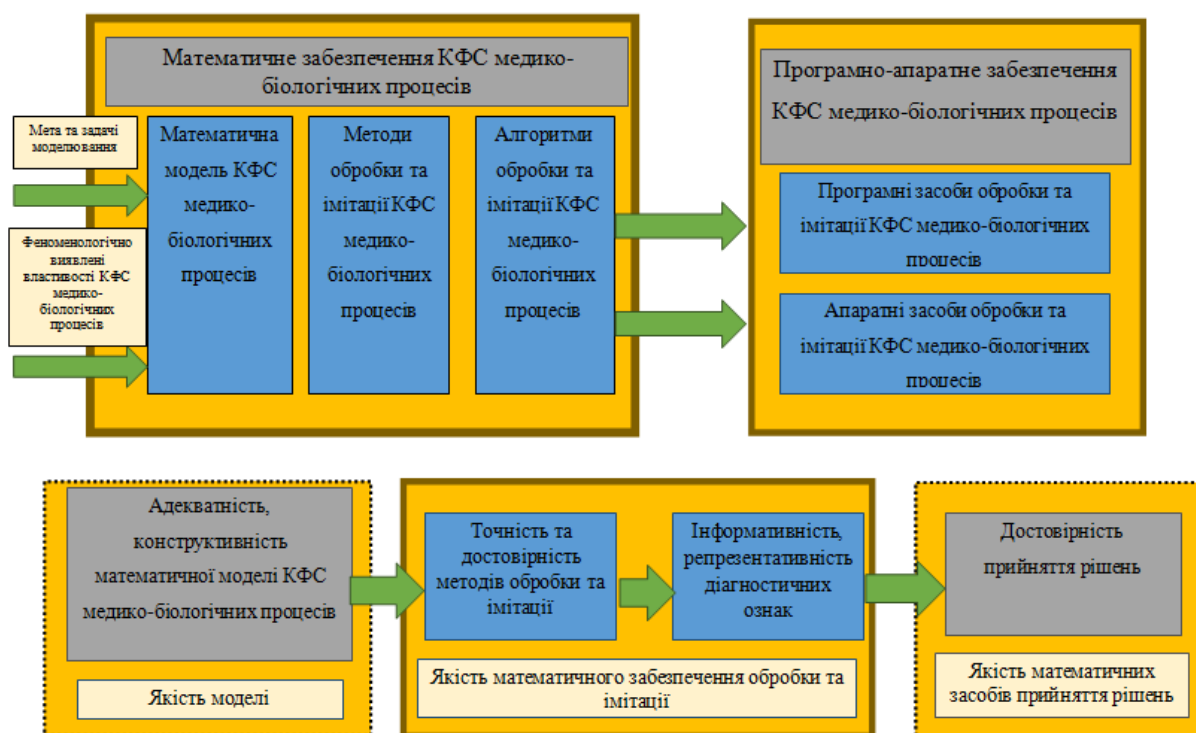 Математичне забезпечення КФС медико-
біологічних процесів
Мета та задачі
моделювання
Феноменологічно
виявлені
властивості КФС
медико-
біологічних
процесів
Математична
модель КФС
медико-
біологічних
процесів
Методи
обробки та
імітації КФС
медико-
біологічних
процесів
Алгоритми
обробки та
імітації КФС
медико-
біологічних
процесів
Програмно-апаратне забезпечення
КФС медико-біологічних процесів
Програмні засоби обробки та
імітації КФС медико-біологічних
процесів
Апаратні засоби обробки та
імітації КФС медико-біологічних
процесів
Адекватність,
конструктивність
математичної моделі КФС
медико-біологічних процесів
Якість моделі
Точність та
достовірність
методів обробки та
імітації
Інформативність,
репрезентативність
діагностичних
ознак
Якість математичного забезпечення обробки та
імітації
Достовірність
прийняття рішень
Якість математичних
засобів прийняття рішень